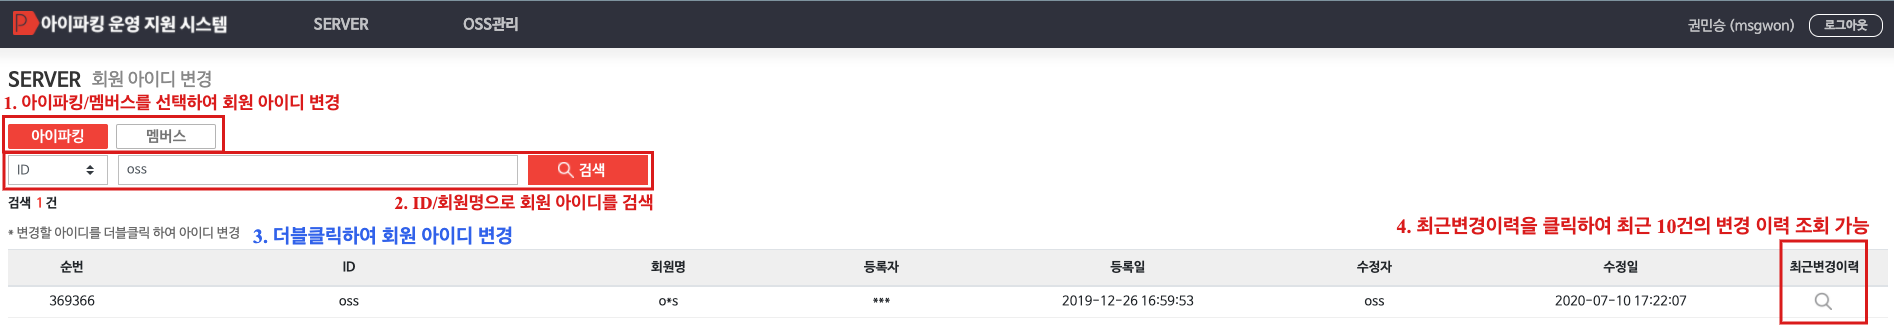 아이파킹 운영 지원 시스템 SERVER OSS관리 권민승 (msgwon) 로그아웃
SERVER 회원 아이디 변경
1. 아이파킹/멤버스를 선택하여 회원 아이디 변경
아이파킹 멤버스
ID oss 검색
검색 1 건 2. ID/회원명으로 회원 아이디를 검색
* 변경할 아이디를 더블클릭 하여 아이디 변경 3. 더블클릭하여 회원 아이디 변경 4. 최근변경이력을 클릭하여 최근 10건의 변경 이력 조회 가능
순번 ID 회원명 등록자 등록일 수정자 수정일 최근변경이력
369366 oss o*s *** 2019-12-26 16:59:53 oss 2020-07-10 17:22:07